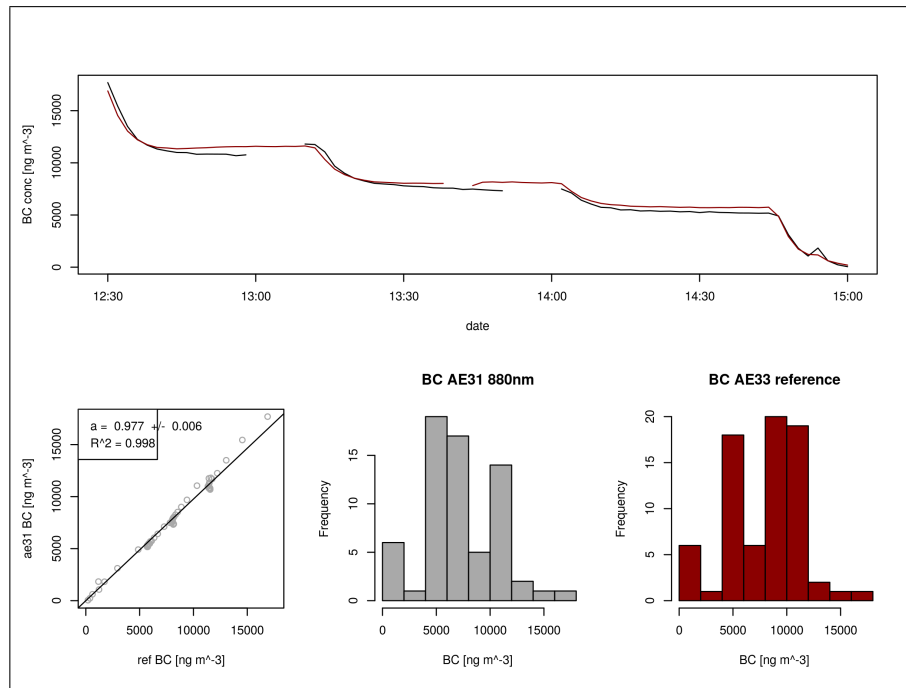 BC conc [ng m^-3]
15000
10000
5000
0
12:30 13:00 13:30 14:00 14:30 15:00
date
a = 0.977 +/- 0.006
R^2 = 0.998
ae31 BC [ng m^-3]
15000
10000
5000
0
0 5000 10000 15000
ref BC [ng m^-3]
BC AE31 880nm
Frequency
15
10
5
0
0 5000 10000 15000
BC [ng m^-3]
BC AE33 reference
Frequency
20
15
10
5
0
0 5000 10000 15000
BC [ng m^-3]